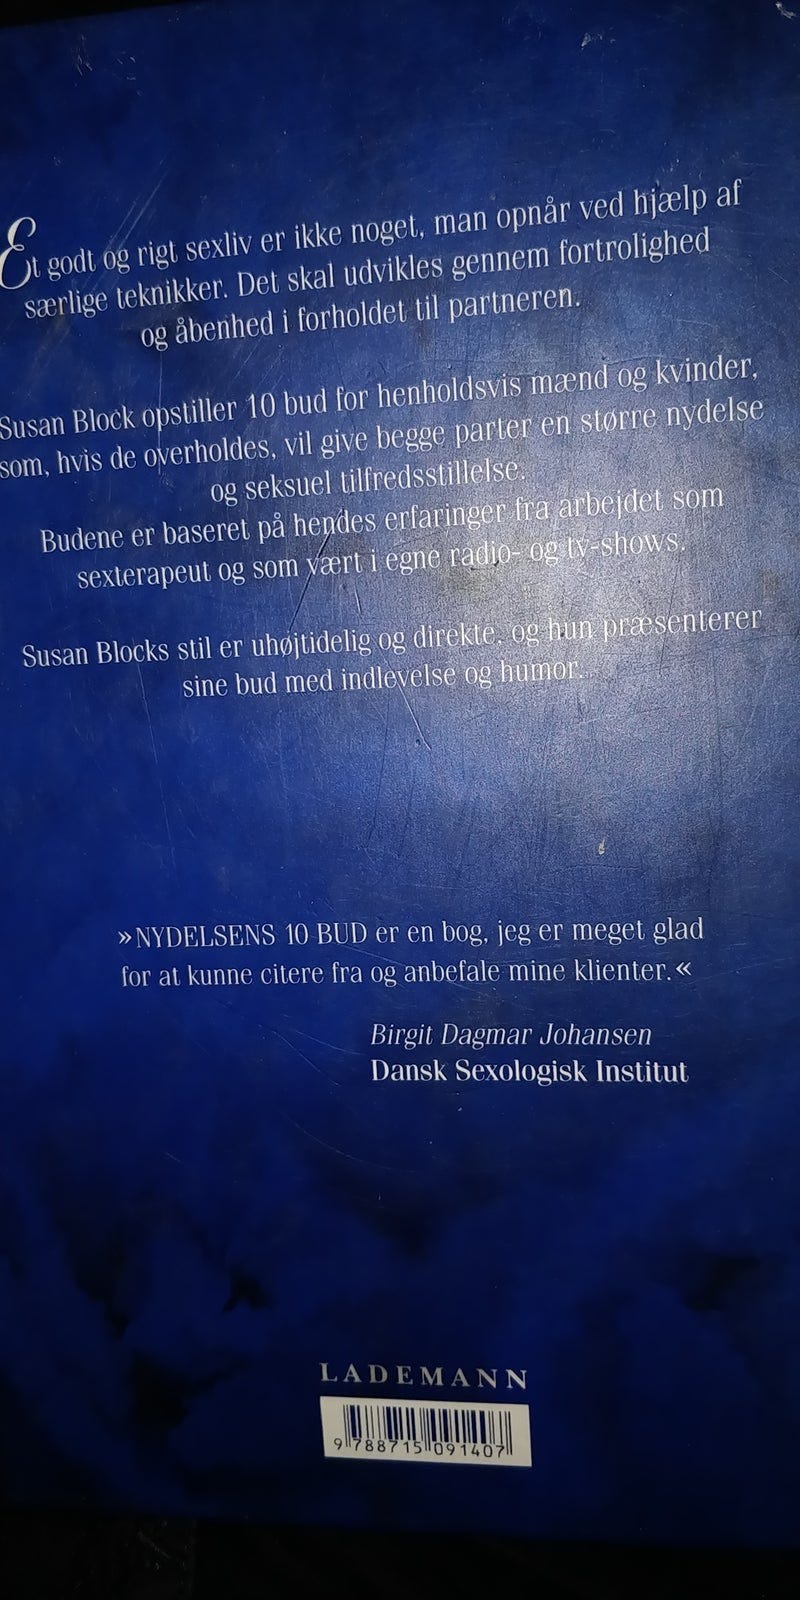 Et godt og rigt sexliv er ikke noget, man opnår ved hjælp af
særlige teknikker. Det skal udvikles gennem fortrolighed
og åbenhed i forholdet til partneren.
Susan Block opstiller 10 bud for henholdsvis mænd og kvinder,
som, hvis de overholdes, vil give begge parter en større nydelse
og seksuel tilfredsstillelse.
Budene er baseret på hendes erfaringer fra arbejdet som
sexterapeut og som vært i egne radio- og tv-shows.
Susan Blocks stil er uhøjtidelig og direkte, og hun præsenterer
sine bud med indlevelse og humor.
»NYDELSENS 10 BUD er en bog, jeg er meget glad
for at kunne citere fra og anbefale mine klienter.«
Birgit Dagmar Johansen
Dansk Sexologisk Institut
LADEMANN
9 788715 091407